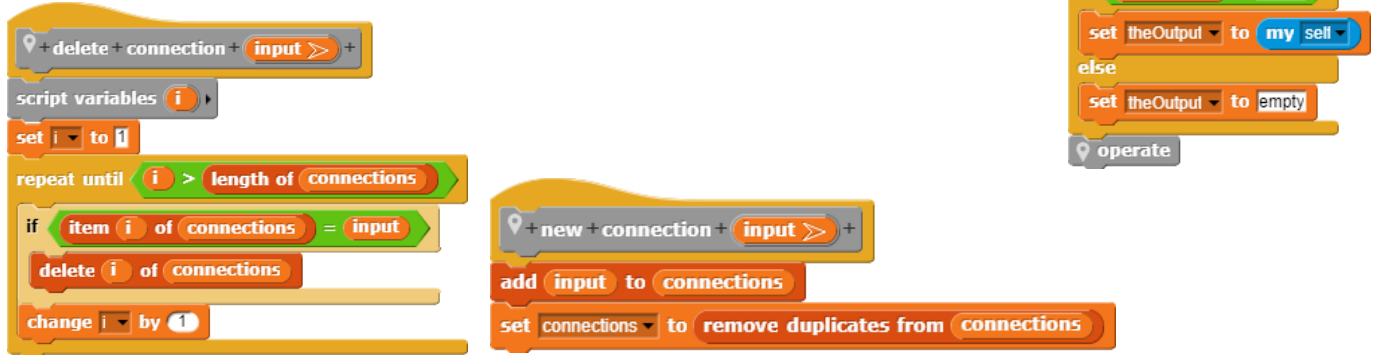 + delete + connection + input +
script variables i
set i to 1
repeat until i > length of connections
if item i of connections = input
delete i of connections
change i by 1
+ new + connection + input +
add input to connections
set connections to remove duplicates from connections
set theOutput to my self
else
set theOutput to empty
operate